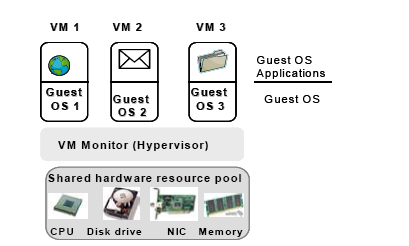 VM 1 VM 2 VM 3
Guest OS
Applications
Guest OS 1
Guest OS 2
Guest OS 3
Guest OS
VM Monitor (Hypervisor)
Shared hardware resource pool
CPU Disk drive NIC Memory